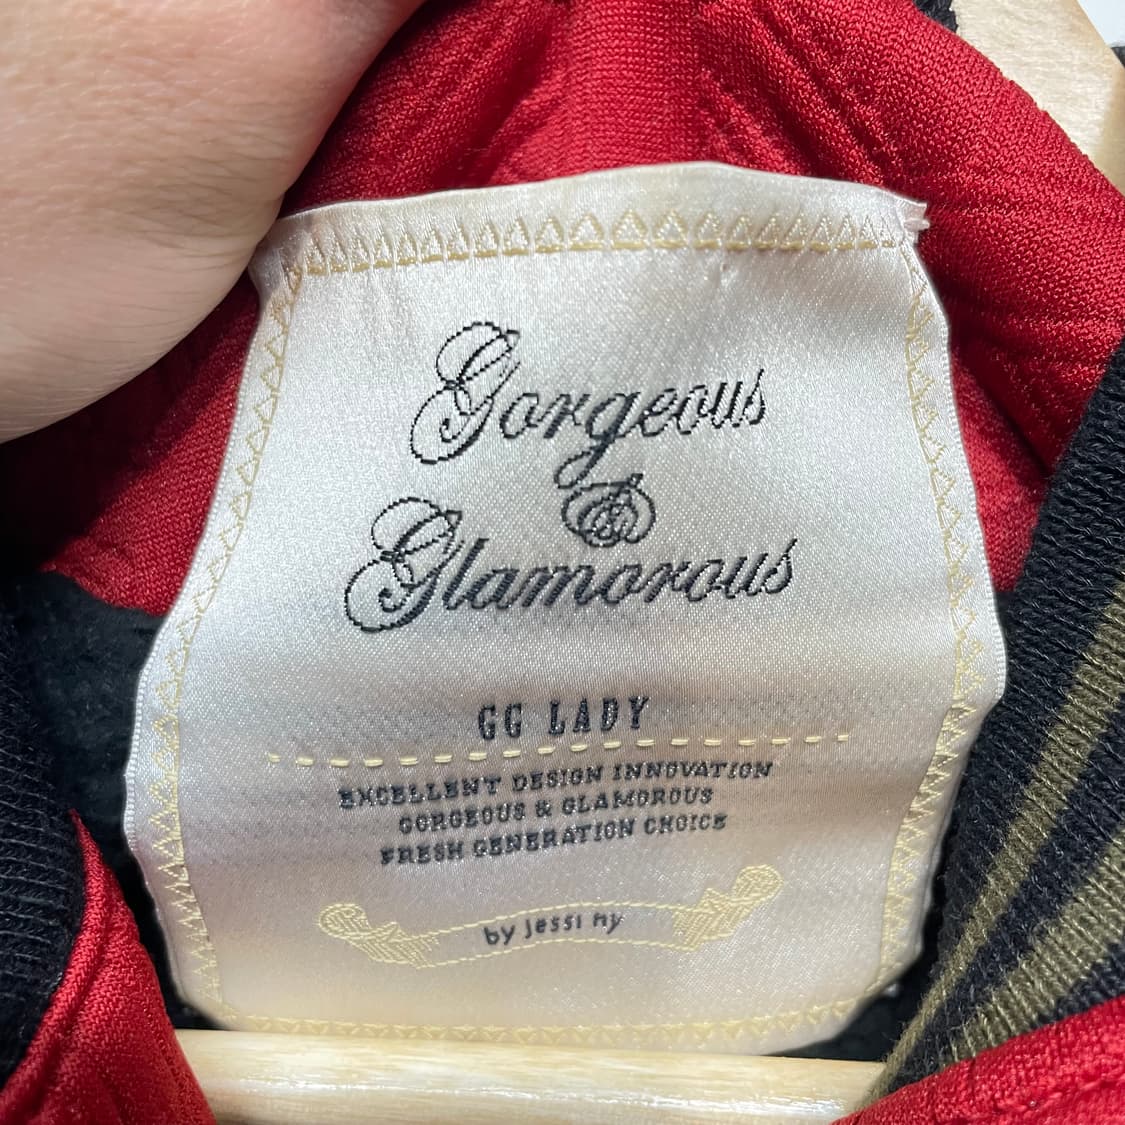 Gorgeous
&
Glamorous
GG LADY
EXCELLENT DESIGN INNOVATION
GORGEOUS & GLAMOROUS
FRESH GENERATION CHOICE
by jessi ny